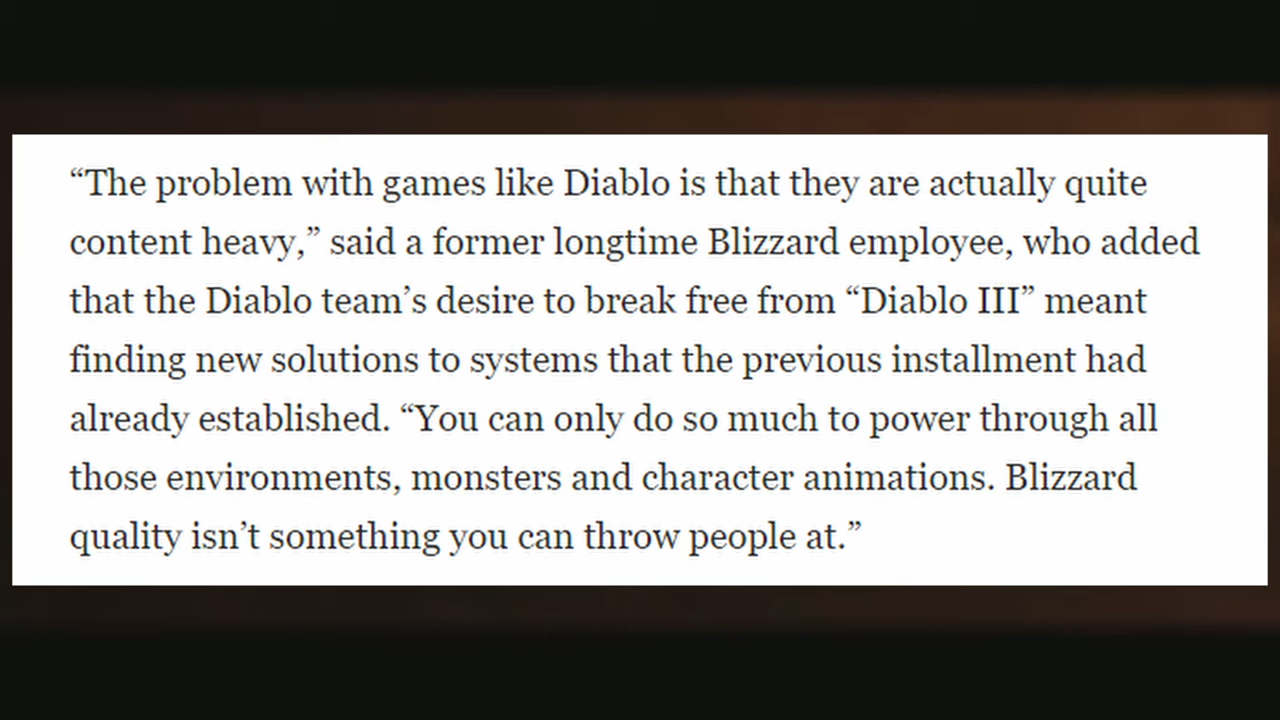 “The problem with games like Diablo is that they are actually quite
content heavy,” said a former longtime Blizzard employee, who added
that the Diablo team’s desire to break free from “Diablo III” meant
finding new solutions to systems that the previous installment had
already established. “You can only do so much to power through all
those environments, monsters and character animations. Blizzard
quality isn’t something you can throw people at.”